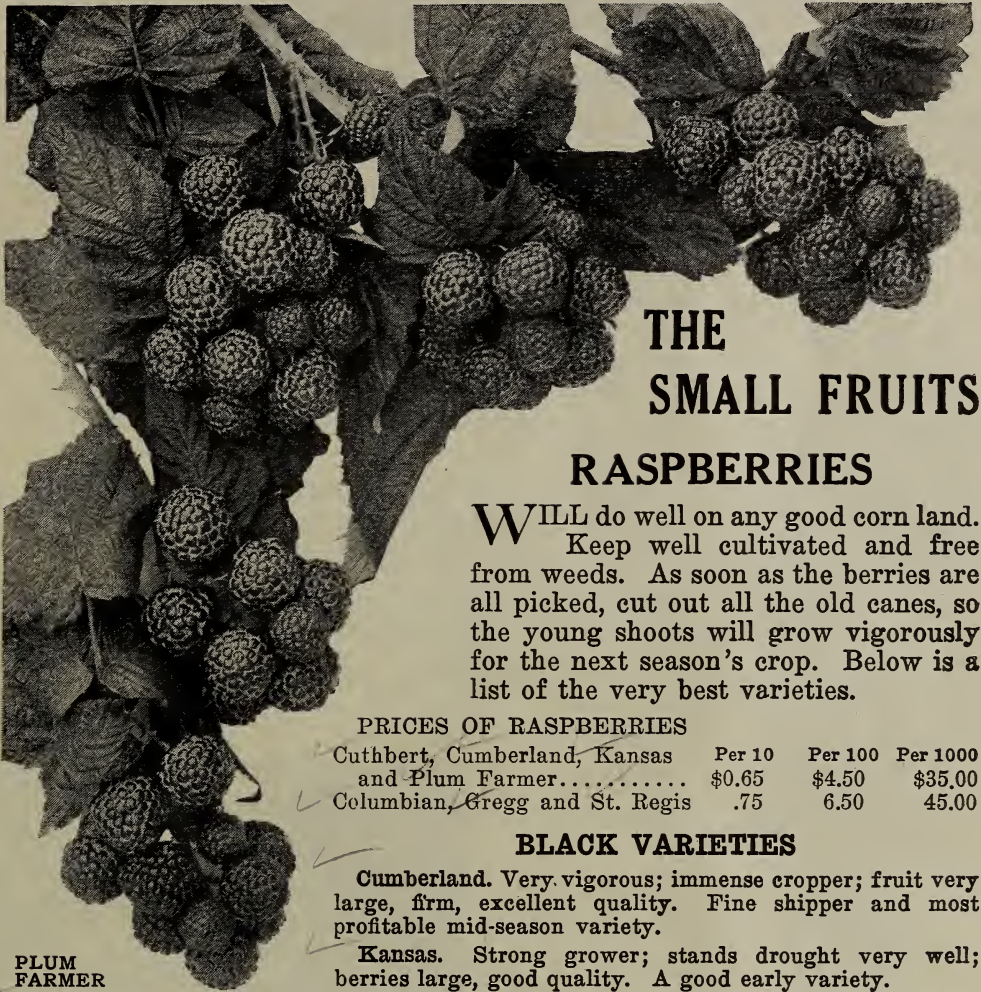 THE
SMALL FRUITS
RASPBERRIES
WILL do well on any good corn land.
Keep well cultivated and free
from weeds. As soon as the berries are
all picked, cut out all the old canes, so
the young shoots will grow vigorously
for the next season's crop. Below is a
list of the very best varieties.
PRICES OF RASPBERRIES
Cuthbert, Cumberland, Kansas Per 10 Per 100 Per 1000
and Plum Farmer........... $0.65 $4.50 $35.00
Columbian, Gregg and St. Regis .75 6.50 45.00
BLACK VARIETIES
Cumberland. Very vigorous; immense cropper; fruit very
large, firm, excellent quality. Fine shipper and most
profitable mid-season variety.
Kansas. Strong grower; stands drought very well;
berries large, good quality. A good early variety.
PLUM
FARMER